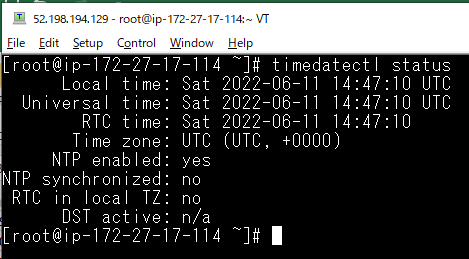 52.198.194.129 - root@ip-172-27-17-114:~ VT
File Edit Setup Control Window Help
[root@ip-172-27-17-114 ~]# timedatectl status
Local time: Sat 2022-06-11 14:47:10 UTC
Universal time: Sat 2022-06-11 14:47:10 UTC
RTC time: Sat 2022-06-11 14:47:10
Time zone: UTC (UTC, +0000)
NTP enabled: yes
NTP synchronized: no
RTC in local TZ: no
DST active: n/a
[root@ip-172-27-17-114 ~]#